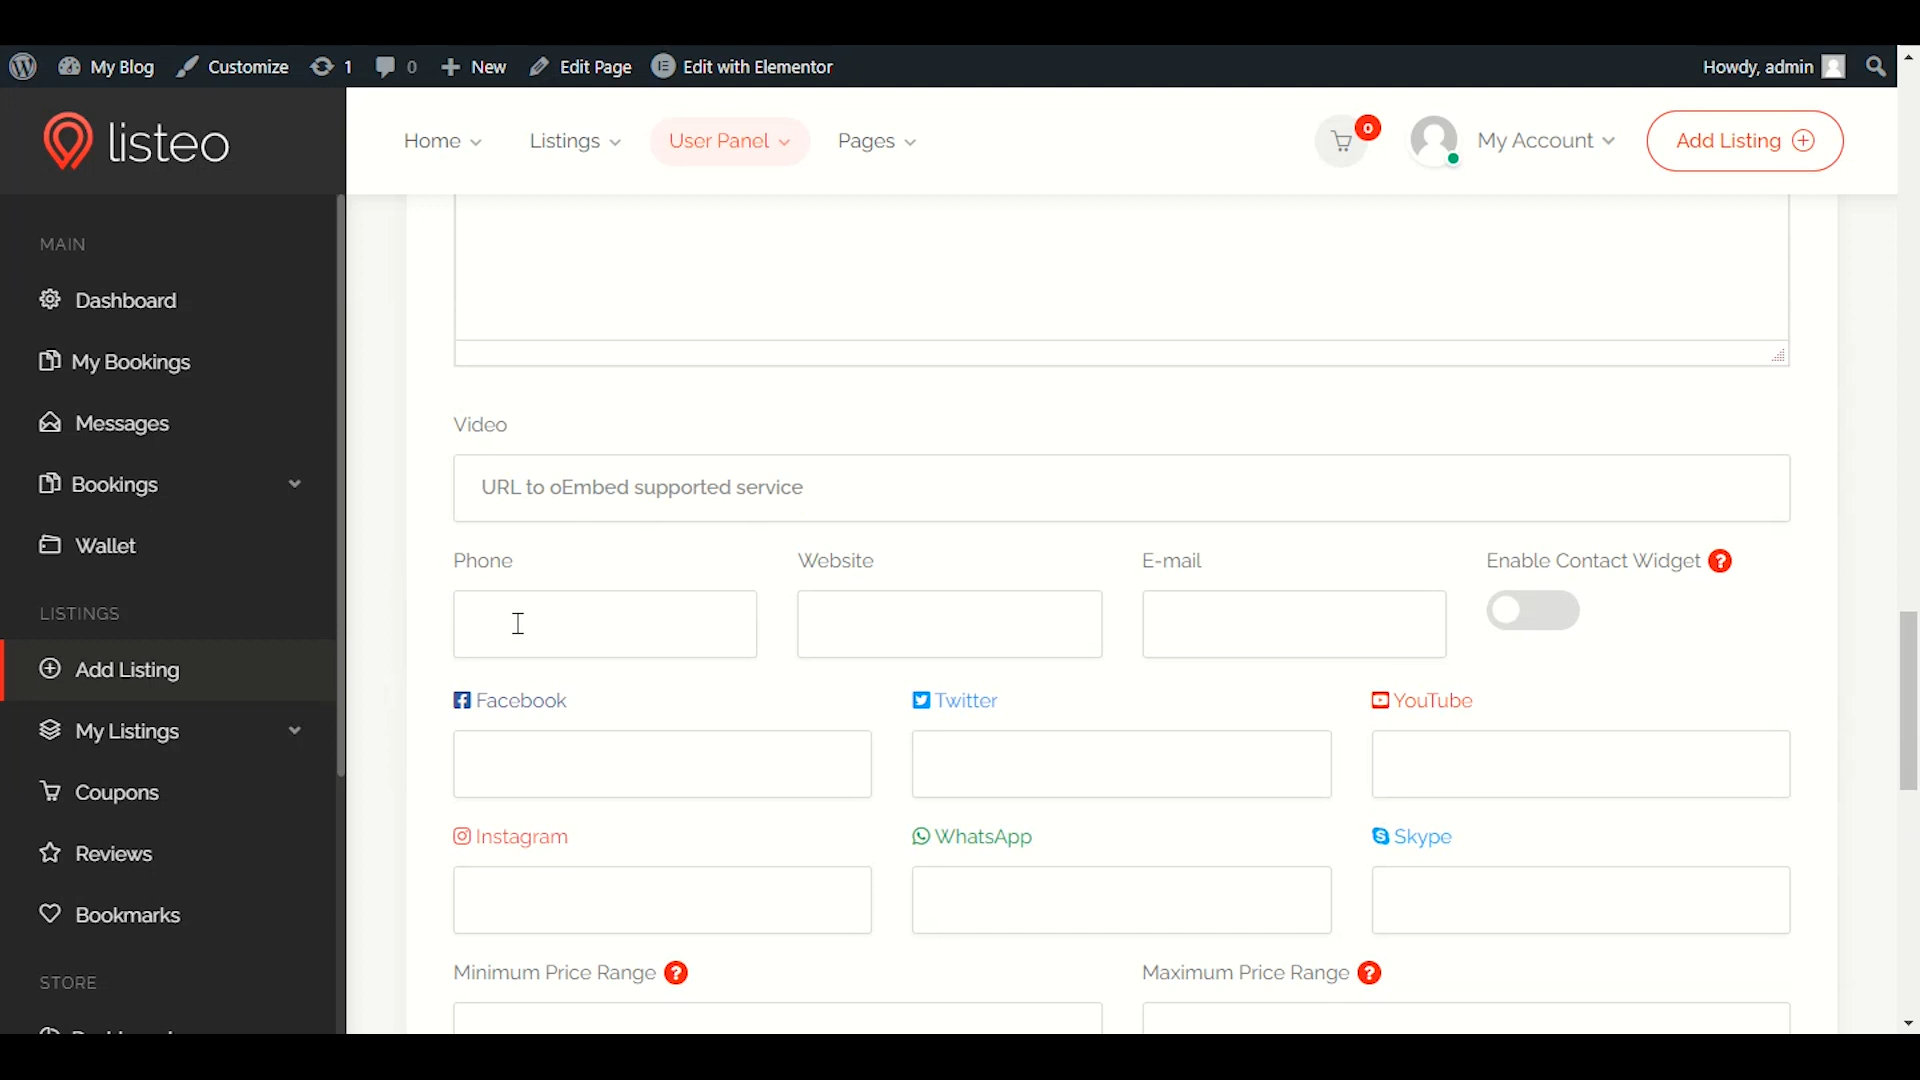 My Blog Customize 1 0 New Edit Page Edit with Elementor Howdy, admin
listeo
Home Listings User Panel Pages 0 My Account Add Listing
MAIN
Dashboard
My Bookings
Messages
Bookings
Wallet
LISTINGS
Add Listing
My Listings
Coupons
Reviews
Bookmarks
STORE
Video
URL to oEmbed supported service
Phone Website E-mail Enable Contact Widget ?
Facebook Twitter YouTube
Instagram WhatsApp Skype
Minimum Price Range ? Maximum Price Range ?